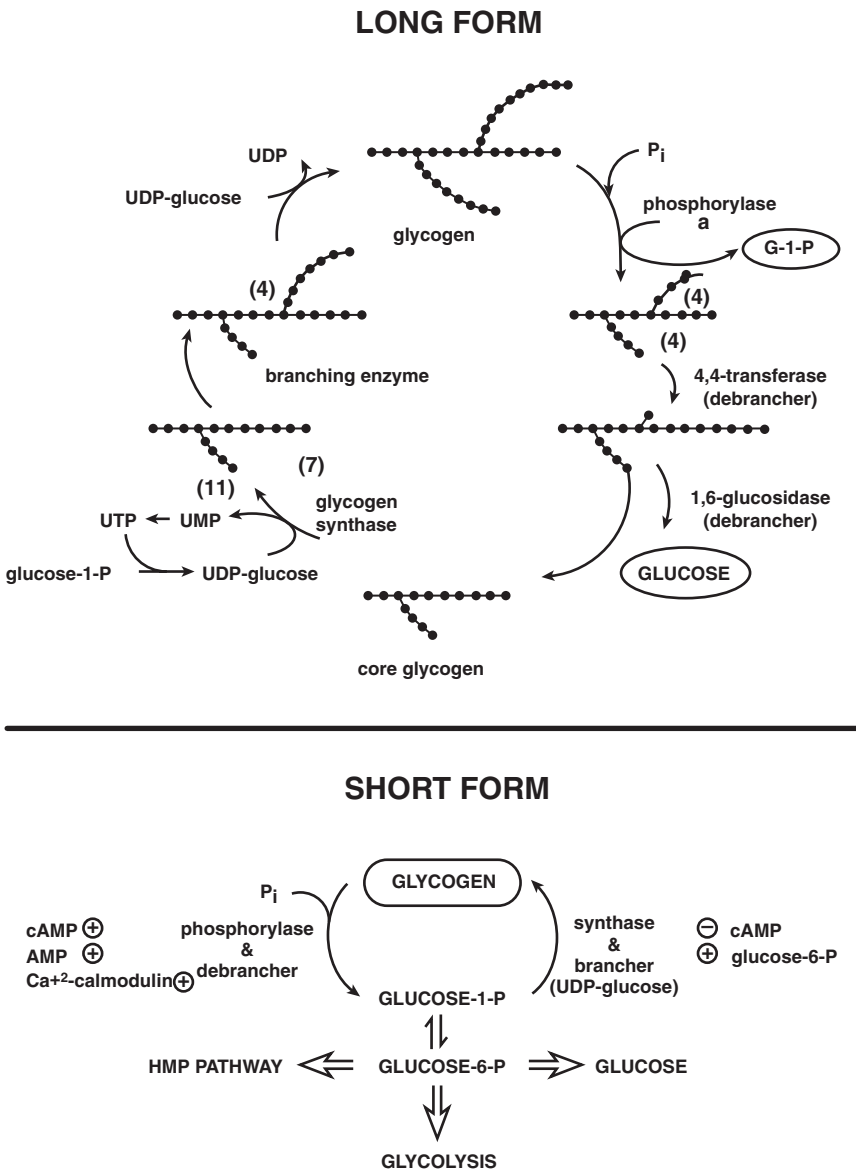 LONG FORM
UDP
UDP-glucose
glycogen
Pi
phosphorylase
a
G-1-P
(4)
branching enzyme
(4)
(4)
4,4-transferase
(debrancher)
(7)
(11)
glycogen
synthase
UTP
UMP
glucose-1-P
UDP-glucose
1,6-glucosidase
(debrancher)
GLUCOSE
core glycogen
SHORT FORM
GLYCOGEN
Pi
cAMP +
AMP +
Ca+2-calmodulin +
phosphorylase
&
debrancher
synthase
&
brancher
(UDP-glucose)
− cAMP
+ glucose-6-P
GLUCOSE-1-P
HMP PATHWAY
GLUCOSE-6-P
GLUCOSE
GLYCOLYSIS